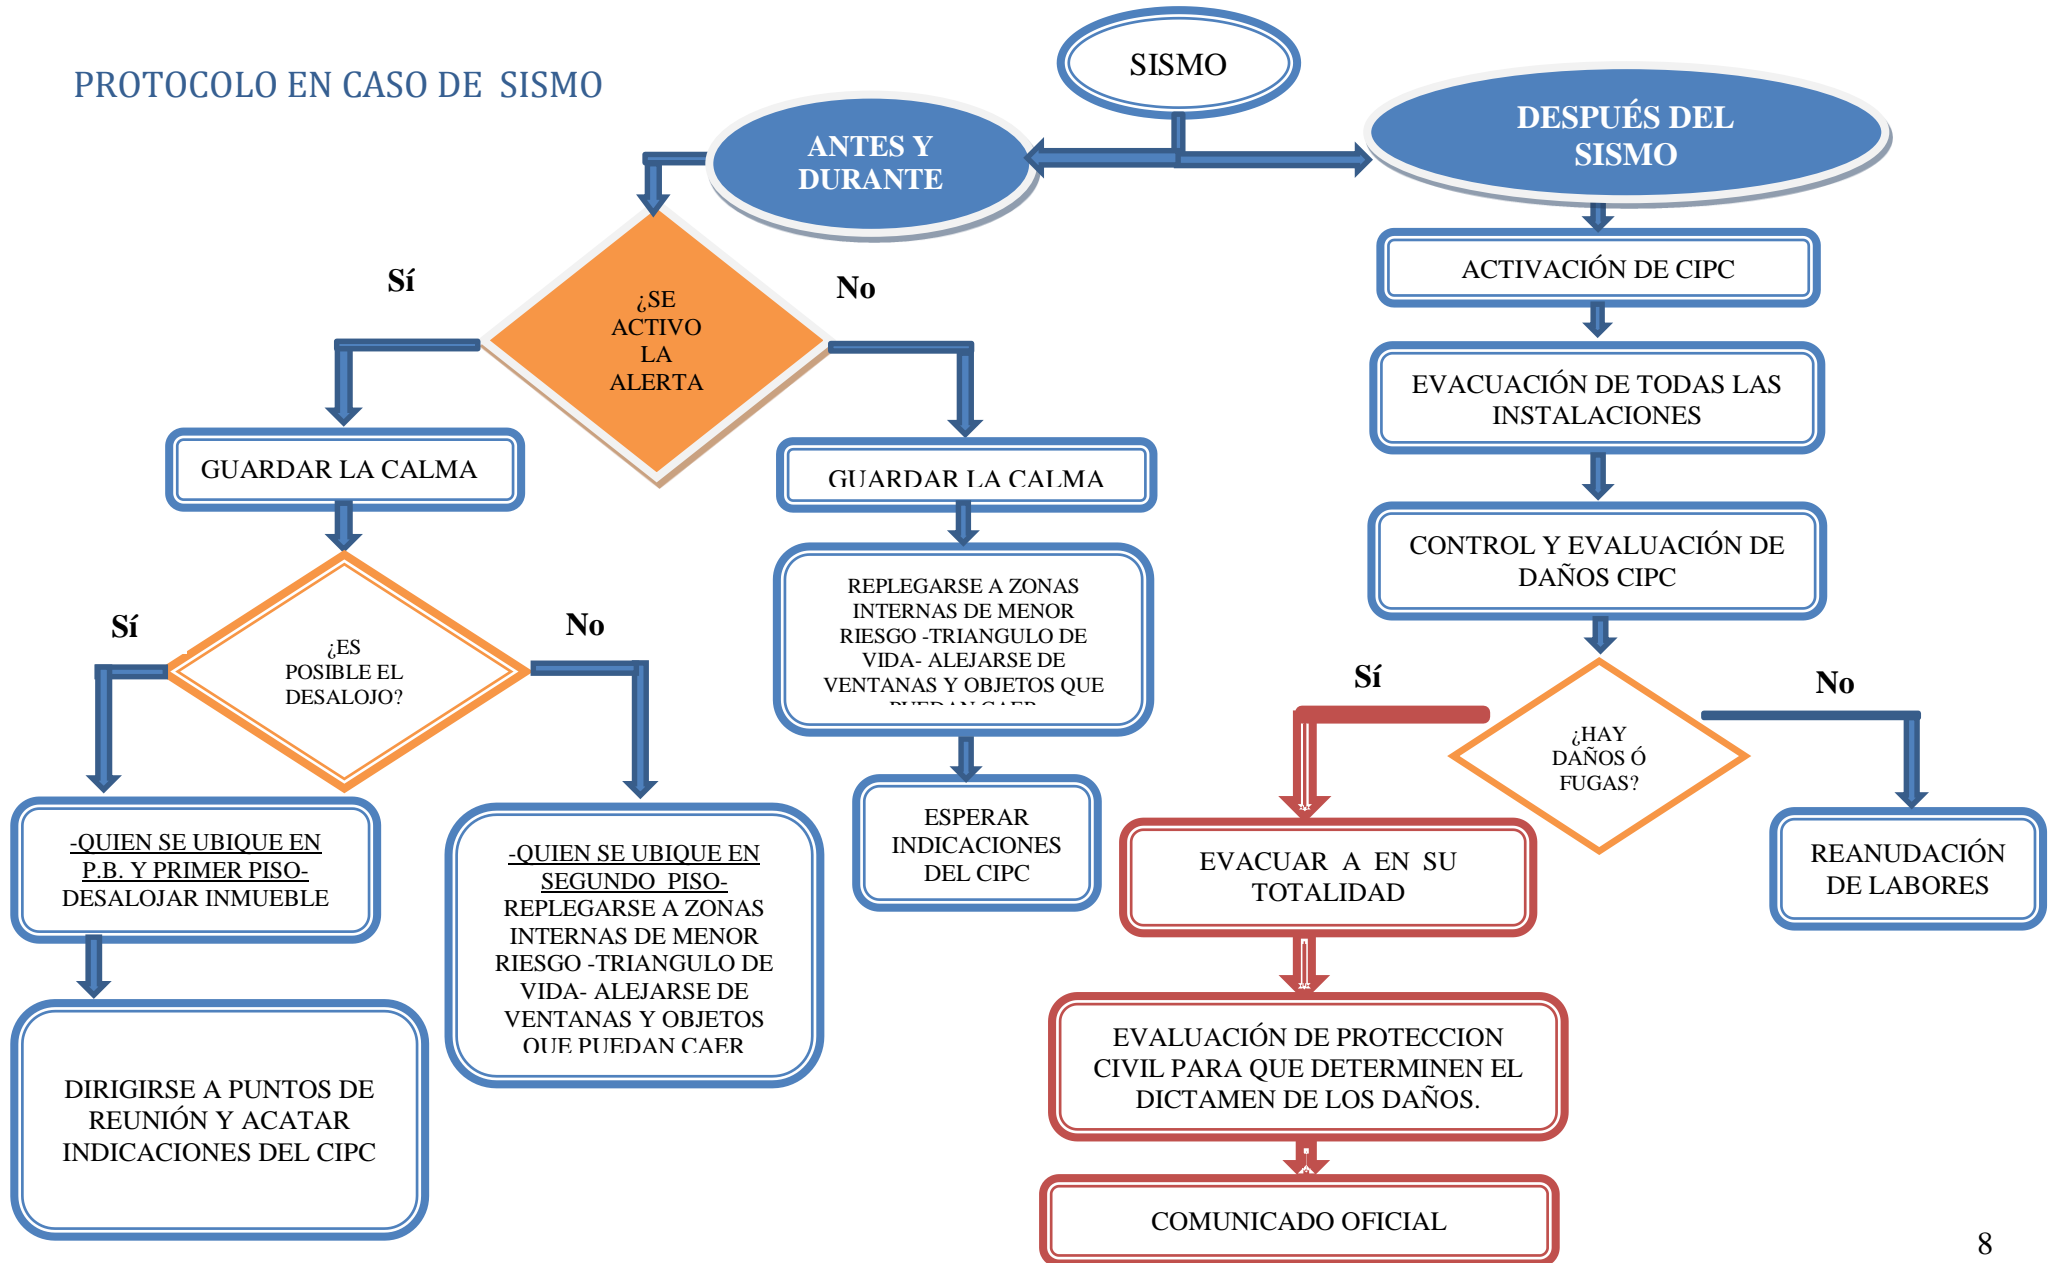 PROTOCOLO EN CASO DE SISMO
SISMO
ANTES Y
DURANTE
DESPUÉS DEL
SISMO
¿SE
ACTIVO
LA
ALERTA
Sí
No
GUARDAR LA CALMA
¿ES
POSIBLE EL
DESALOJO?
Sí
No
-QUIEN SE UBIQUE EN
P.B. Y PRIMER PISO-
DESALOJAR INMUEBLE
DIRIGIRSE A PUNTOS DE
REUNIÓN Y ACATAR
INDICACIONES DEL CIPC
-QUIEN SE UBIQUE EN
SEGUNDO PISO-
REPLEGARSE A ZONAS
INTERNAS DE MENOR
RIESGO -TRIANGULO DE
VIDA- ALEJARSE DE
VENTANAS Y OBJETOS
QUE PUEDAN CAER
GUARDAR LA CALMA
REPLEGARSE A ZONAS
INTERNAS DE MENOR
RIESGO -TRIANGULO DE
VIDA- ALEJARSE DE
VENTANAS Y OBJETOS QUE
PUEDAN CAER
ESPERAR
INDICACIONES
DEL CIPC
ACTIVACIÓN DE CIPC
EVACUACIÓN DE TODAS LAS
INSTALACIONES
CONTROL Y EVALUACIÓN DE
DAÑOS CIPC
¿HAY
DAÑOS Ó
FUGAS?
Sí
No
EVACUAR A EN SU
TOTALIDAD
EVALUACIÓN DE PROTECCION
CIVIL PARA QUE DETERMINEN EL
DICTAMEN DE LOS DAÑOS.
COMUNICADO OFICIAL
REANUDACIÓN
DE LABORES
8